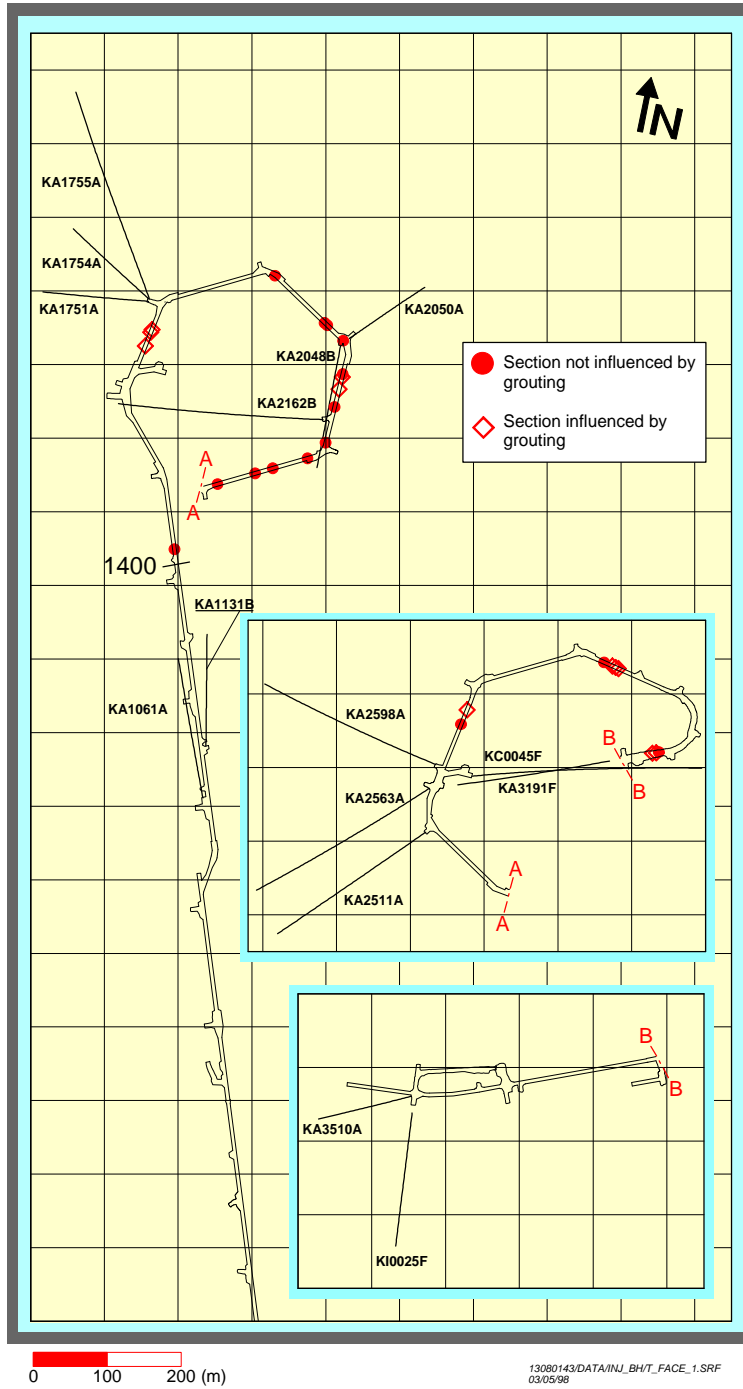 N
KA1755A
KA1754A
KA1751A
KA2050A
KA2048B
Section not influenced by
grouting
KA2162B
Section influenced by
grouting
A
A
1400
KA1131B
KA1061A
KA2598A
B
KC0045F
KA3191F
KA2563A
B
A
KA2511A
A
B
B
KA3510A
KI0025F
0 100 200 (m)
13080143/DATA/INJ_BH/T_FACE_1.SRF
03/05/98